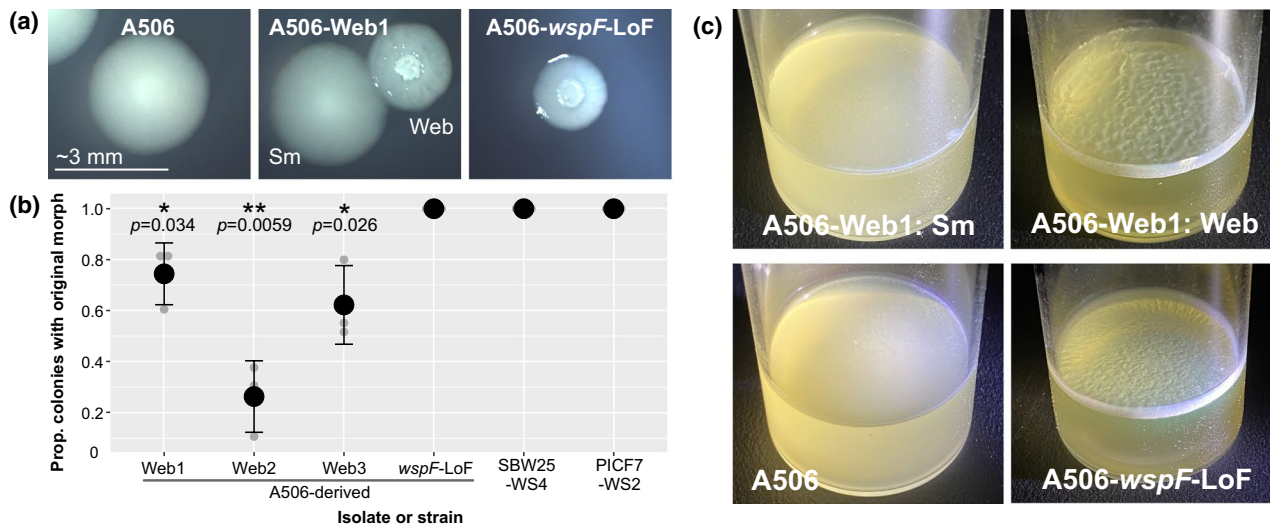 (a)
A506
~3 mm
A506-Web1
Sm
Web
A506-wspF-LoF
(b)
Prop. colonies with original morph
1.0
0.8
0.6
0.4
0.2
0
*
p=0.034
**
p=0.0059
*
p=0.026
Web1
Web2
Web3
wspF-LoF
SBW25
-WS4
PICF7
-WS2
A506-derived
Isolate or strain
(c)
A506-Web1: Sm
A506-Web1: Web
A506
A506-wspF-LoF